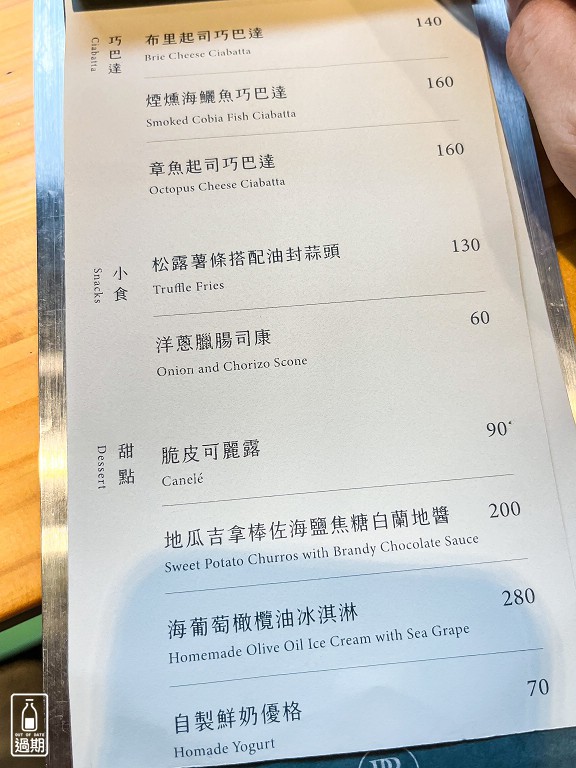 巧巴達
Ciabatta
布里起司巧巴達
140
Brie Cheese Ciabatta
煙燻海鱺魚巧巴達
160
Smoked Cobia Fish Ciabatta
章魚起司巧巴達
160
Octopus Cheese Ciabatta
小食
Snacks
松露薯條搭配油封蒜頭
130
Truffle Fries
洋蔥臘腸司康
60
Onion and Chorizo Scone
甜點
Dessert
脆皮可麗露
90
Canelé
地瓜吉拿棒佐海鹽焦糖白蘭地醬
200
Sweet Potato Churros with Brandy Chocolate Sauce
海葡萄橄欖油冰淇淋
280
Homemade Olive Oil Ice Cream with Sea Grape
自製鮮奶優格
70
Homade Yogurt
OUT OF DATE
過期